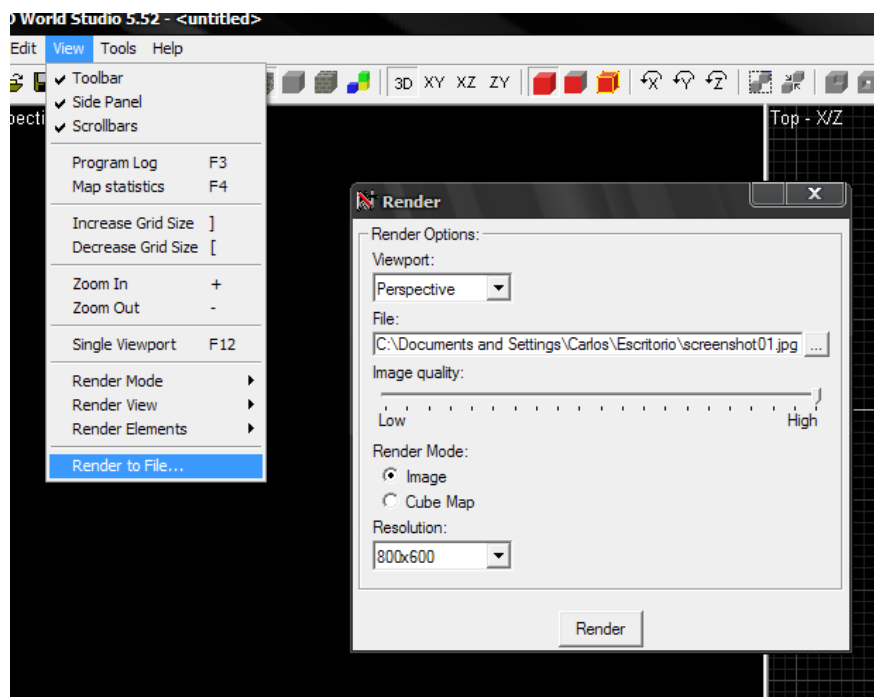 D World Studio 5.52 - <untitled>
Edit View Tools Help
3D XY XZ ZY X Y Z
Toolbar
Side Panel
Scrollbars
Program Log F3
Map statistics F4
Increase Grid Size ]
Decrease Grid Size [
Zoom In +
Zoom Out -
Single Viewport F12
Render Mode
Render View
Render Elements
Render to File...
pecti
Top - X/Z
Render X
Render Options:
Viewport:
Perspective
File:
C:\Documents and Settings\Carlos\Escritorio\screenshot01.jpg ...
Image quality:
Low High
Render Mode:
Image
Cube Map
Resolution:
800x600
Render